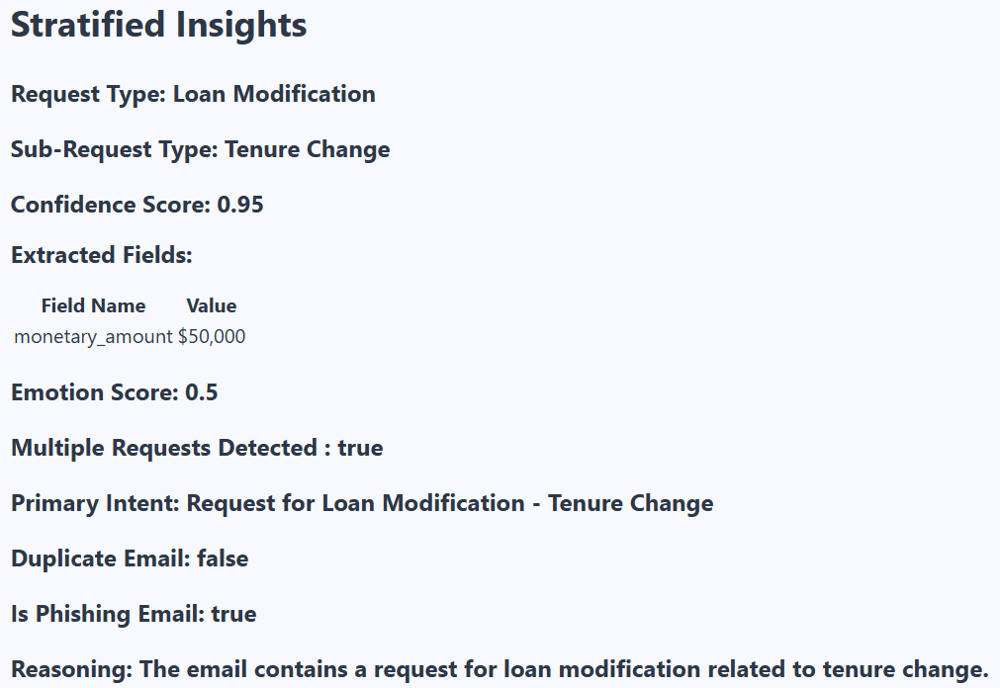 Stratified Insights
Request Type: Loan Modification
Sub-Request Type: Tenure Change
Confidence Score: 0.95
Extracted Fields:
Field Name Value
monetary_amount $50,000
Emotion Score: 0.5
Multiple Requests Detected : true
Primary Intent: Request for Loan Modification - Tenure Change
Duplicate Email: false
Is Phishing Email: true
Reasoning: The email contains a request for loan modification related to tenure change.